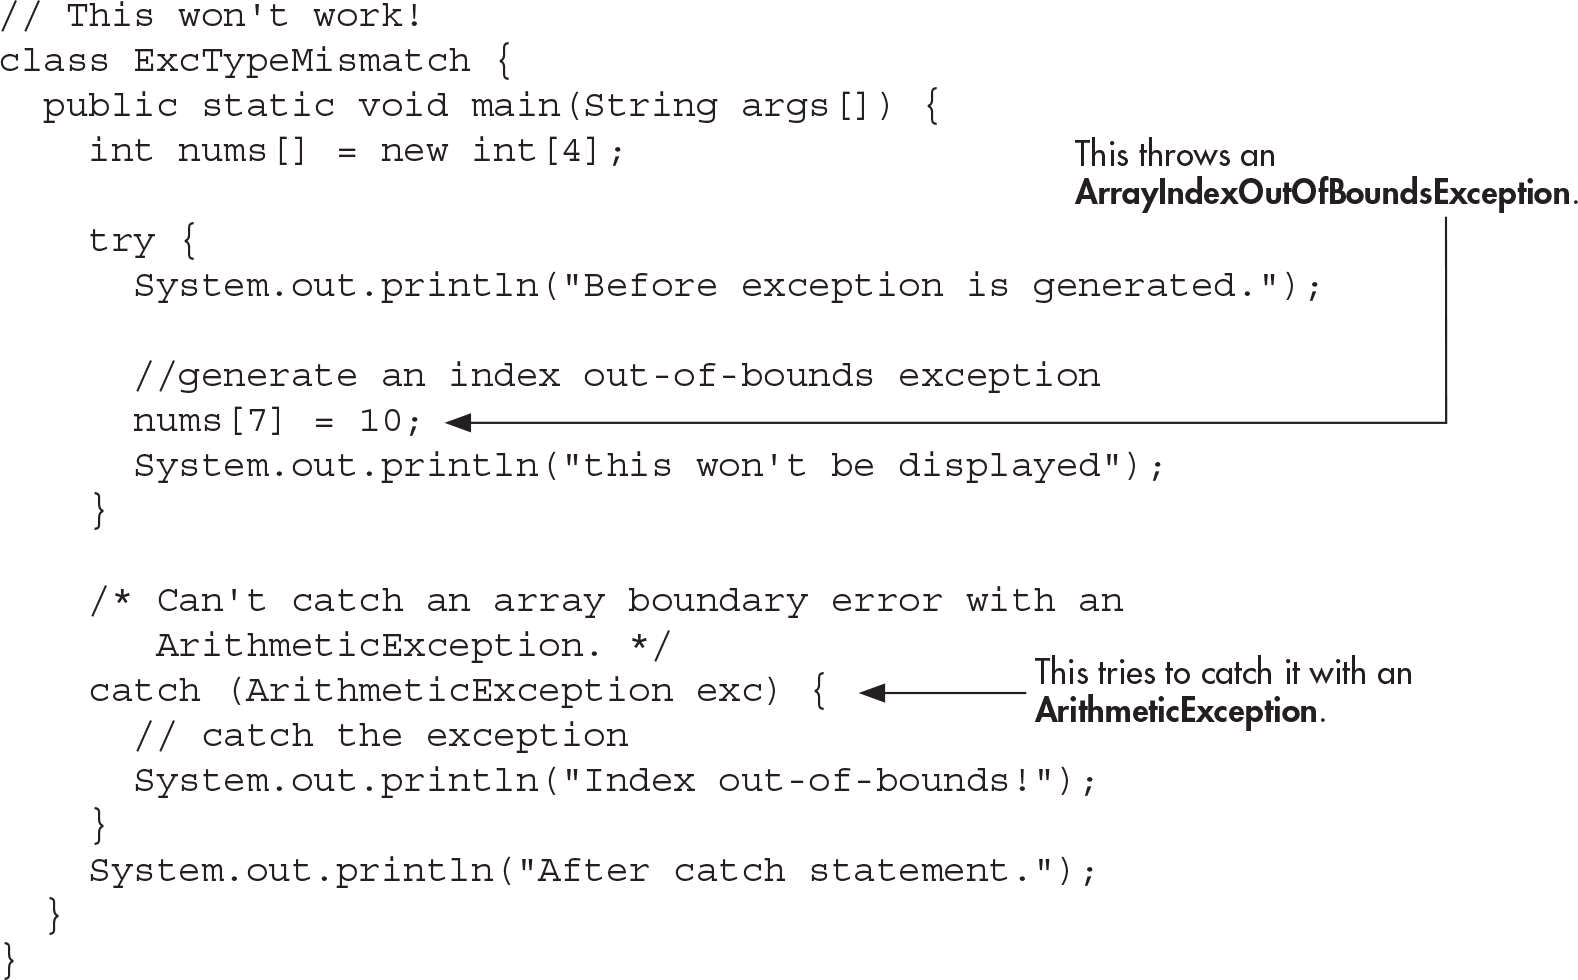 // This won't work!
class ExcTypeMismatch {
  public static void main(String args[]) {
    int nums[] = new int[4];
This throws an
ArrayIndexOutOfBoundsException.
    try {
      System.out.println("Before exception is generated.");
      //generate an index out-of-bounds exception
      nums[7] = 10;
      System.out.println("this won't be displayed");
    }
    /* Can't catch an array boundary error with an
       ArithmeticException. */
    catch (ArithmeticException exc) {
This tries to catch it with an
ArithmeticException.
      // catch the exception
      System.out.println("Index out-of-bounds!");
    }
    System.out.println("After catch statement.");
  }
}